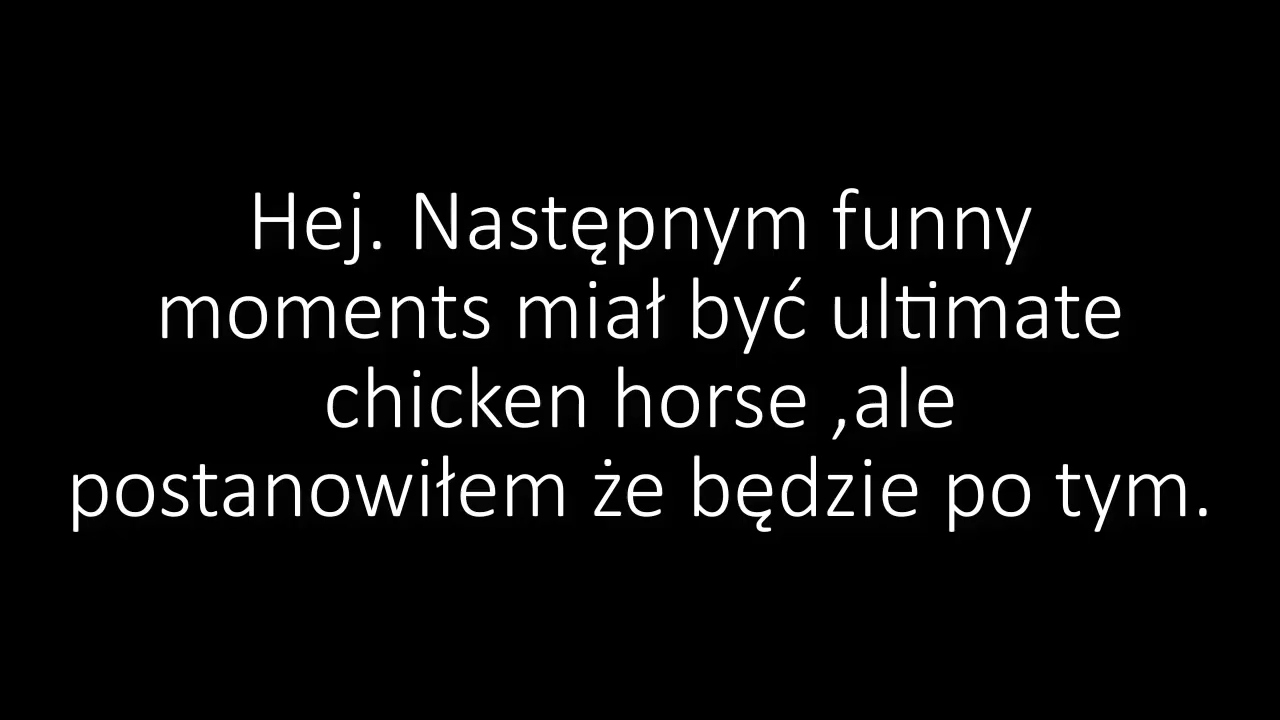 Hej. Następnym funny
moments miał być ultimate
chicken horse ,ale
postanowiłem że będzie po tym.